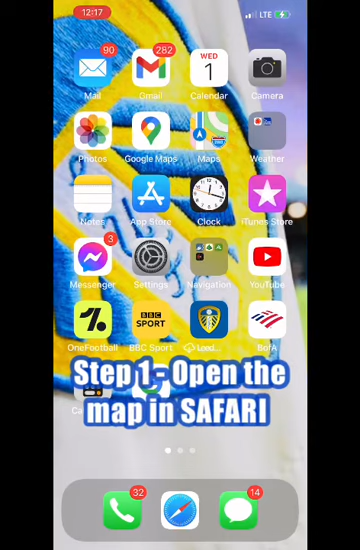 12:17
LTE
90
282
WED
1
Mail
Gmail
Calendar
Camera
Photos
Google Maps
Maps
Weather
Notes
App Store
Clock
iTunes Store
3
Messenger
Settings
Navigation
YouTube
BBC
SPORT
OneFootball
BBC Sport
BofA
Step 1 - Open the
map in SAFARI
32
14